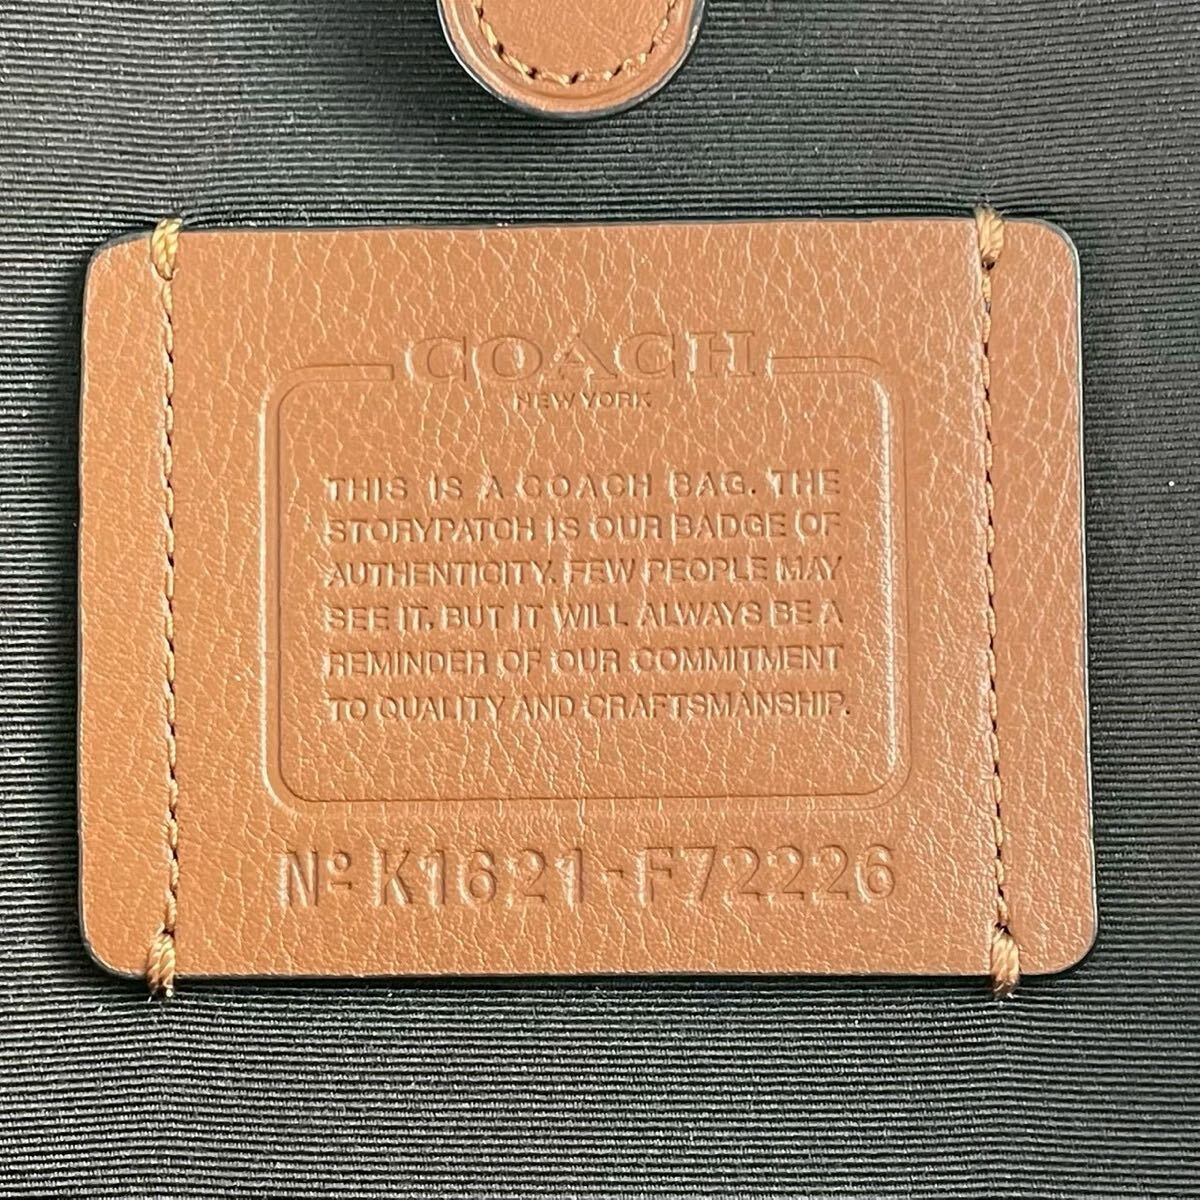 COACH
NEW YORK
THIS IS A COACH BAG. THE
STORYPATCH IS OUR BADGE OF
AUTHENTICITY. FEW PEOPLE MAY
SEE IT, BUT IT WILL ALWAYS BE A
REMINDER OF OUR COMMITMENT
TO QUALITY AND CRAFTSMANSHIP.
Nº K1621-F72226